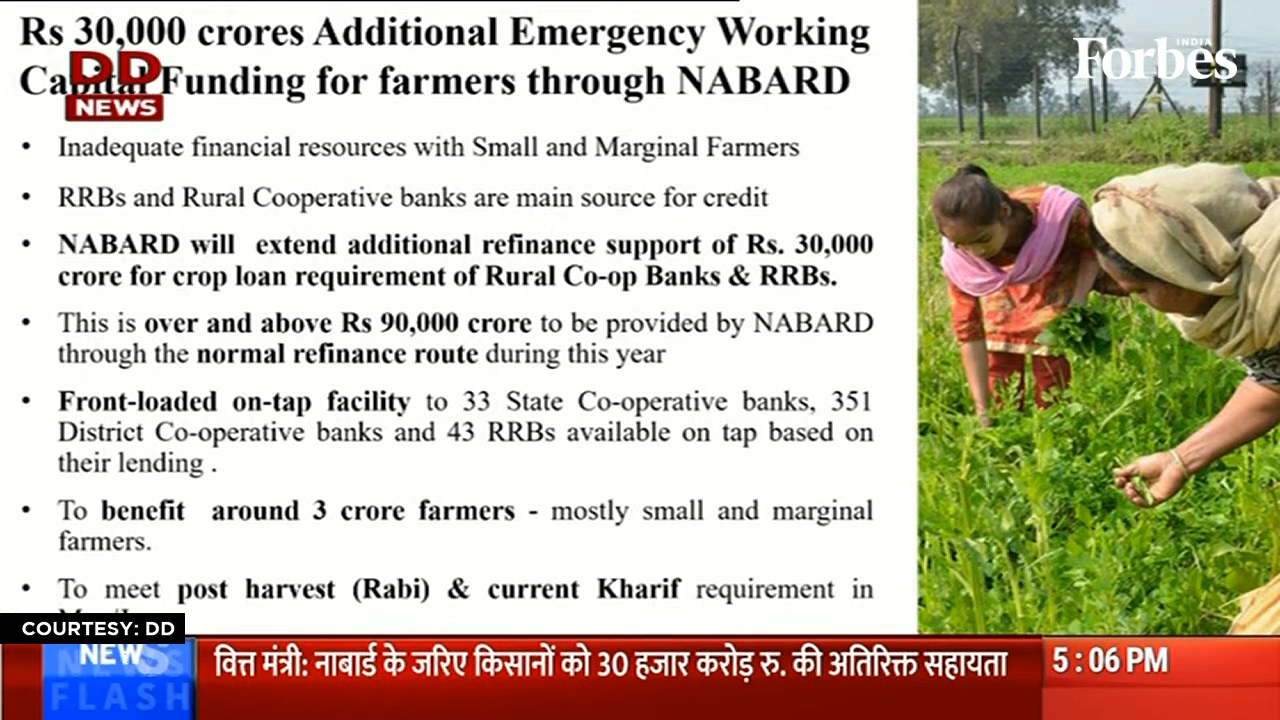 Rs 30,000 crores Additional Emergency Working
Capital Funding for farmers through NABARD
DD
NEWS
Forbes
INDIA
• Inadequate financial resources with Small and Marginal Farmers
• RRBs and Rural Cooperative banks are main source for credit
• NABARD will extend additional refinance support of Rs. 30,000
crore for crop loan requirement of Rural Co-op Banks & RRBs.
• This is over and above Rs 90,000 crore to be provided by NABARD
through the normal refinance route during this year
• Front-loaded on-tap facility to 33 State Co-operative banks, 351
District Co-operative banks and 43 RRBs available on tap based on
their lending .
• To benefit around 3 crore farmers - mostly small and marginal
farmers.
• To meet post harvest (Rabi) & current Kharif requirement in
COURTESY: DD
NEWS
NEWS
FLASH
वित्त मंत्री: नाबार्ड के जरिए किसानों को 30 हजार करोड़ रु. की अतिरिक्त सहायता
5:06 PM